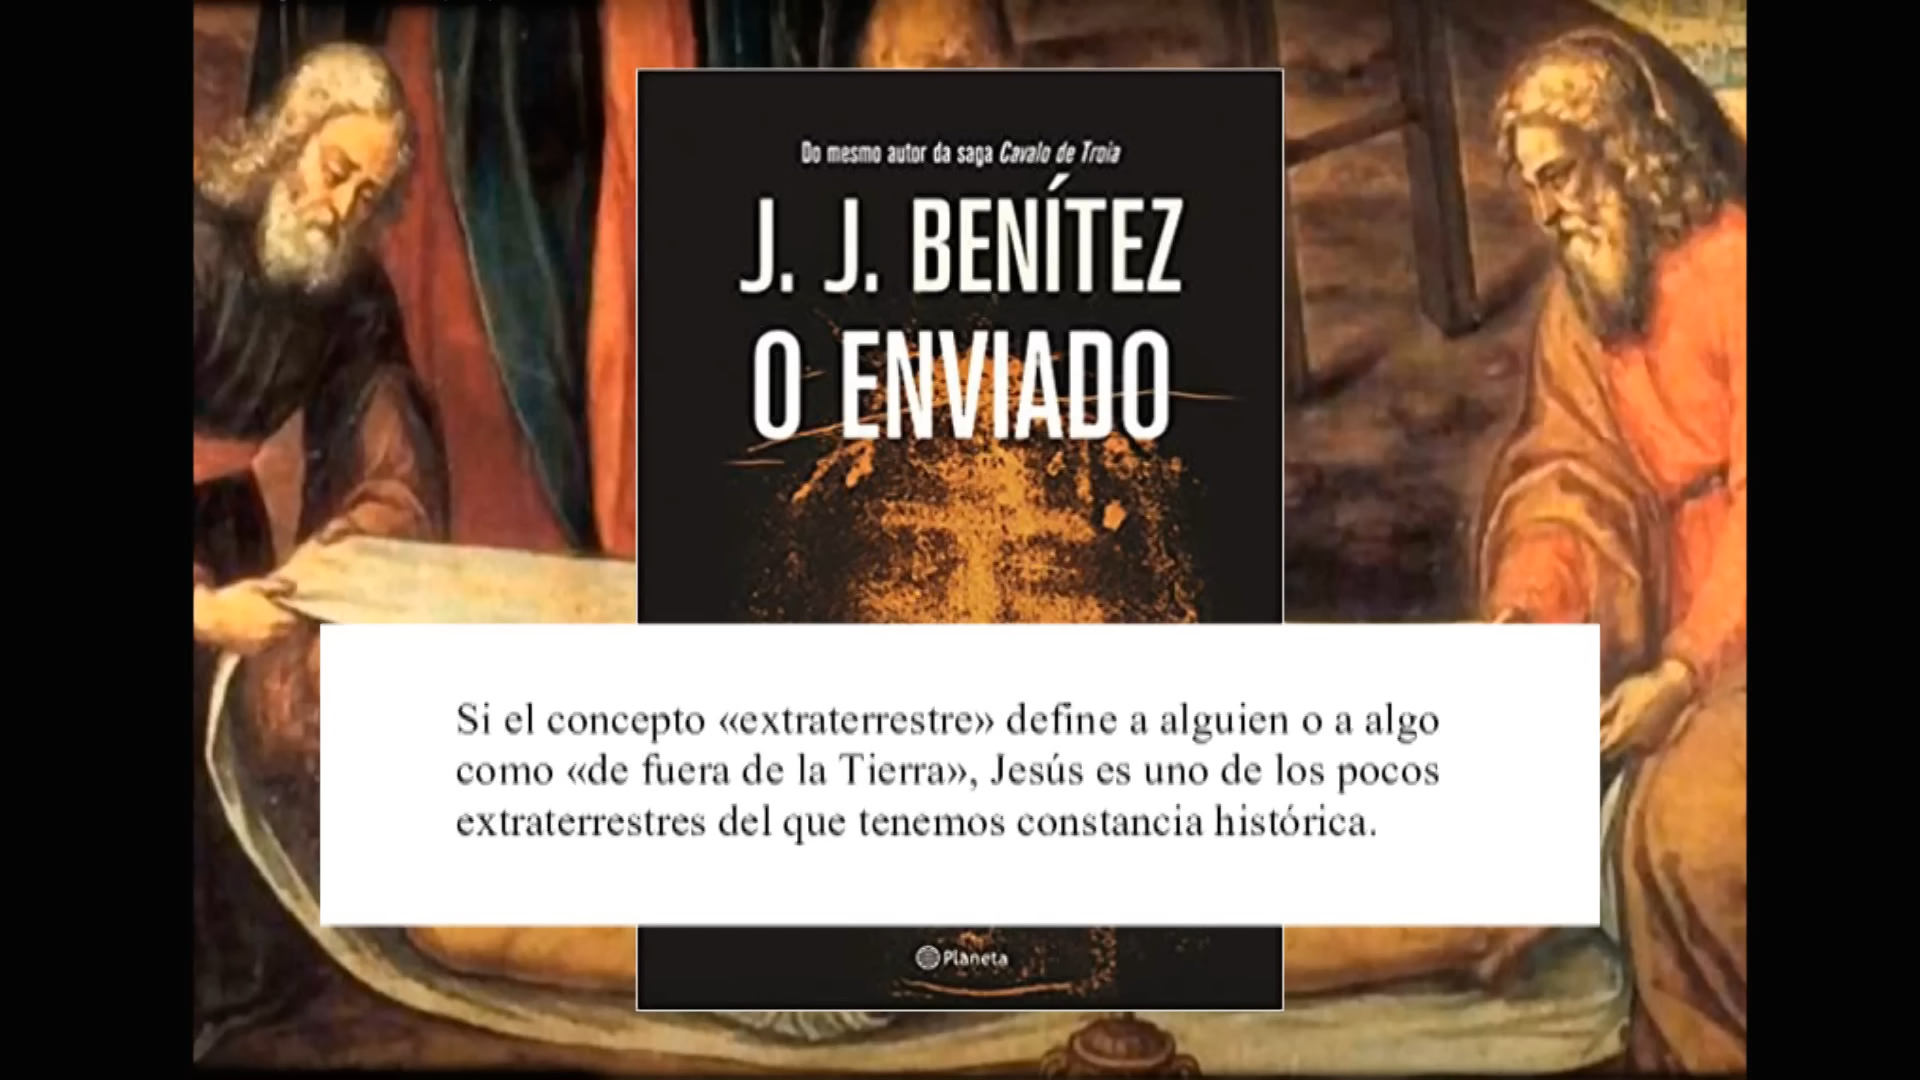 Do mesmo autor da saga Cavalo de Troia
J. J. BENÍTEZ
O ENVIADO
Si el concepto «extraterrestre» define a alguien o a algo
como «de fuera de la Tierra», Jesús es uno de los pocos
extraterrestres del que tenemos constancia histórica.
Planeta